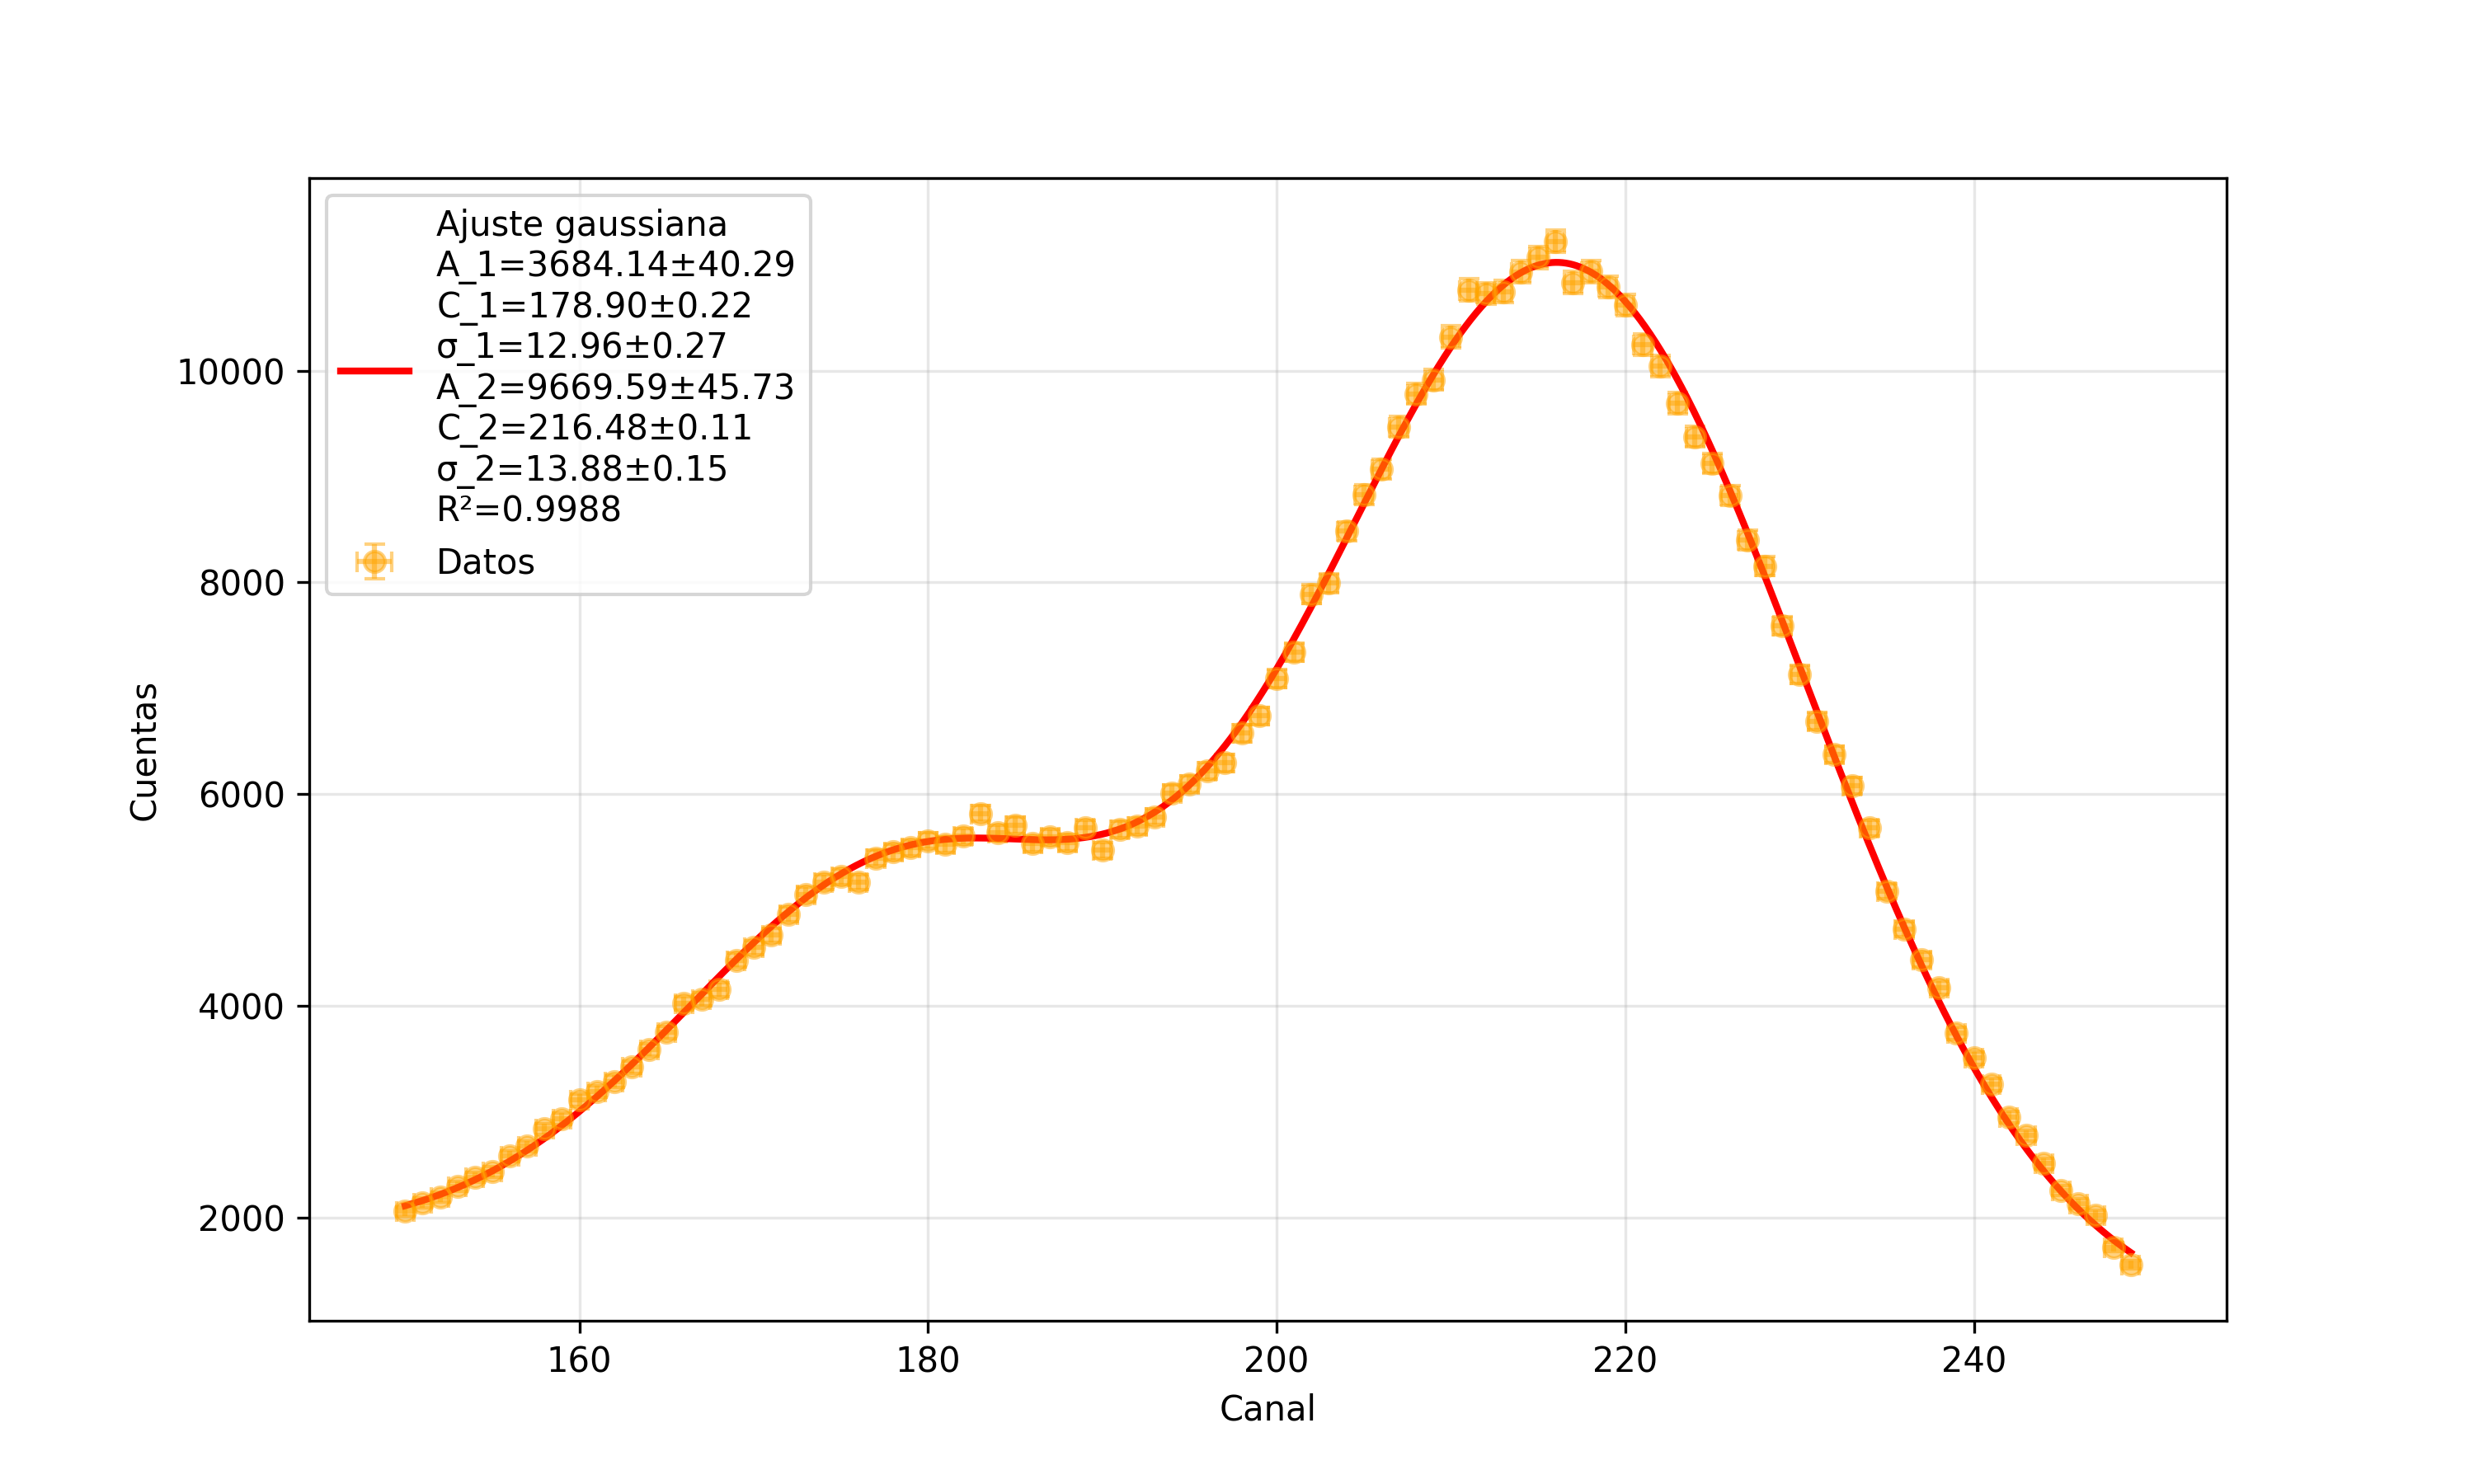 Ajuste gaussiana
A_1=3684.14±40.29
C_1=178.90±0.22
σ_1=12.96±0.27
A_2=9669.59±45.73
C_2=216.48±0.11
σ_2=13.88±0.15
R²=0.9988
Datos
10000
8000
6000
4000
2000
Cuentas
160 180 200 220 240
Canal